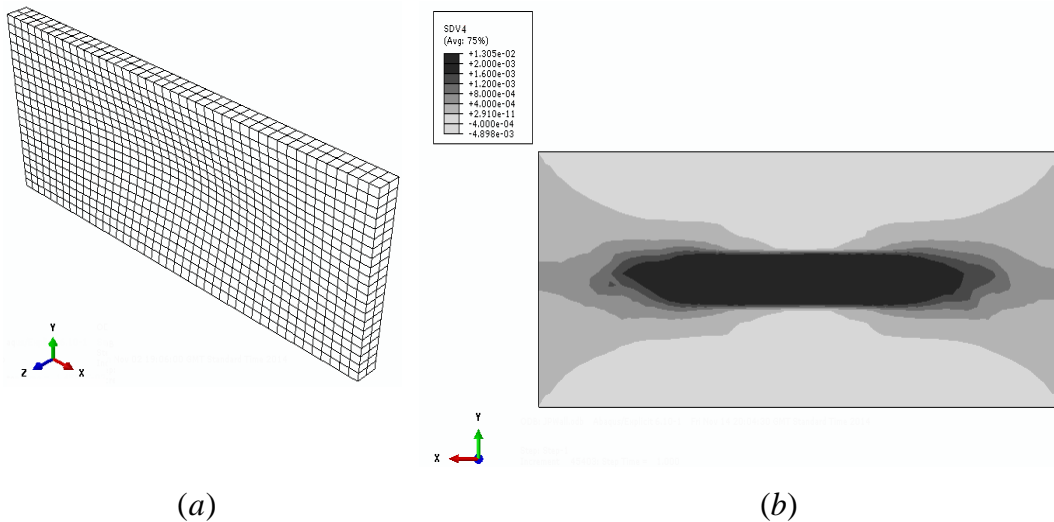 SDV4
(Avg: 75%)
+1.305e-02
+2.000e-03
+1.600e-03
+1.200e-03
+8.000e-04
+4.000e-04
+2.910e-11
-4.000e-04
-4.898e-03
Y
Z
X
Y
X
(a)
(b)